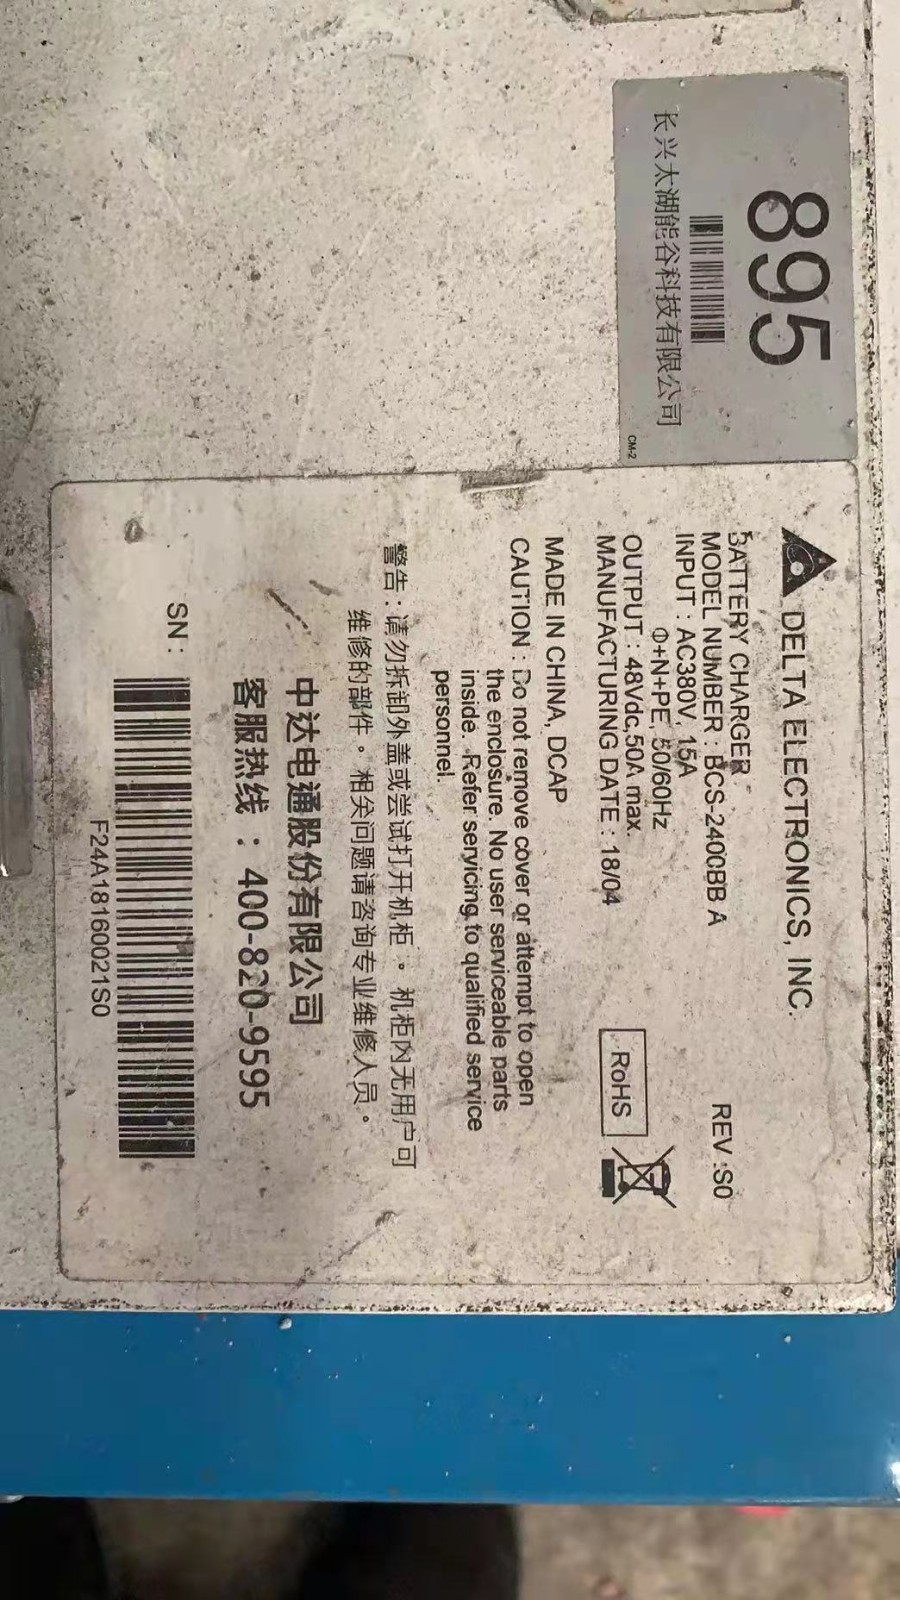 895
长兴太湖能谷科技有限公司
CM-2
DELTA ELECTRONICS, INC.
BATTERY CHARGER
MODEL NUMBER : BCS-2400BB A
REV :S0
INPUT : AC380V, 15A
Φ+N+PE, 50/60Hz
OUTPUT : 48Vdc,50A max.
MANUFACTURING DATE : 18/04
RoHS
MADE IN CHINA, DCAP
CAUTION : Do not remove cover or attempt to open
the enclosure. No user serviceable parts
inside. Refer servicing to qualified service
personnel.
警告：请勿拆卸外盖或尝试打开机柜。机柜内无用户可
维修的部件。相关问题请咨询专业维修人员。
中达电通股份有限公司
客服热线：400-820-9595
SN :
F24A18160021S0